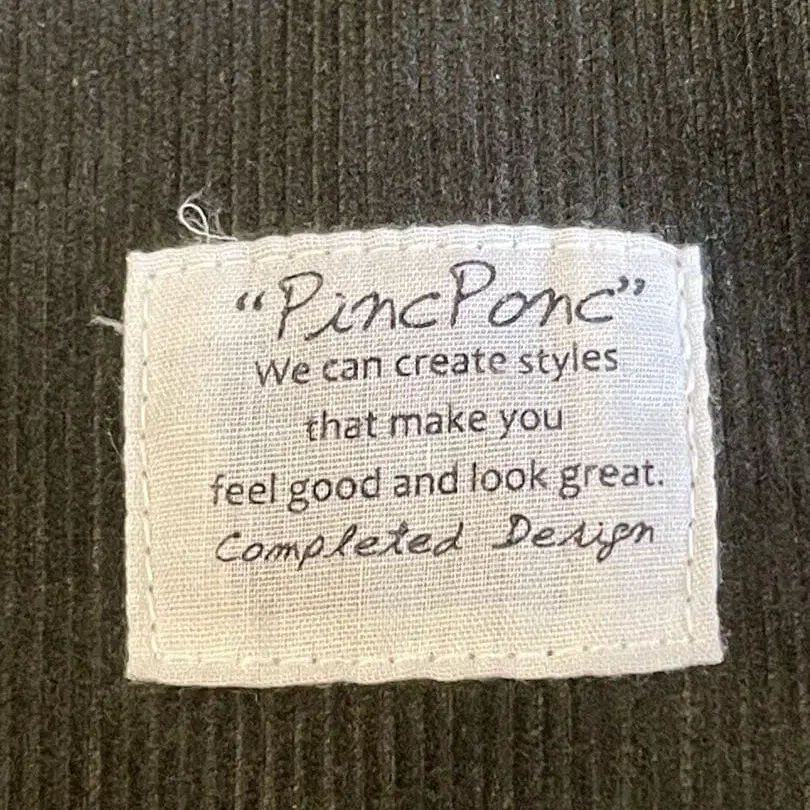 “PincPonc”
We can create styles
that make you
feel good and look great.
Completed Design